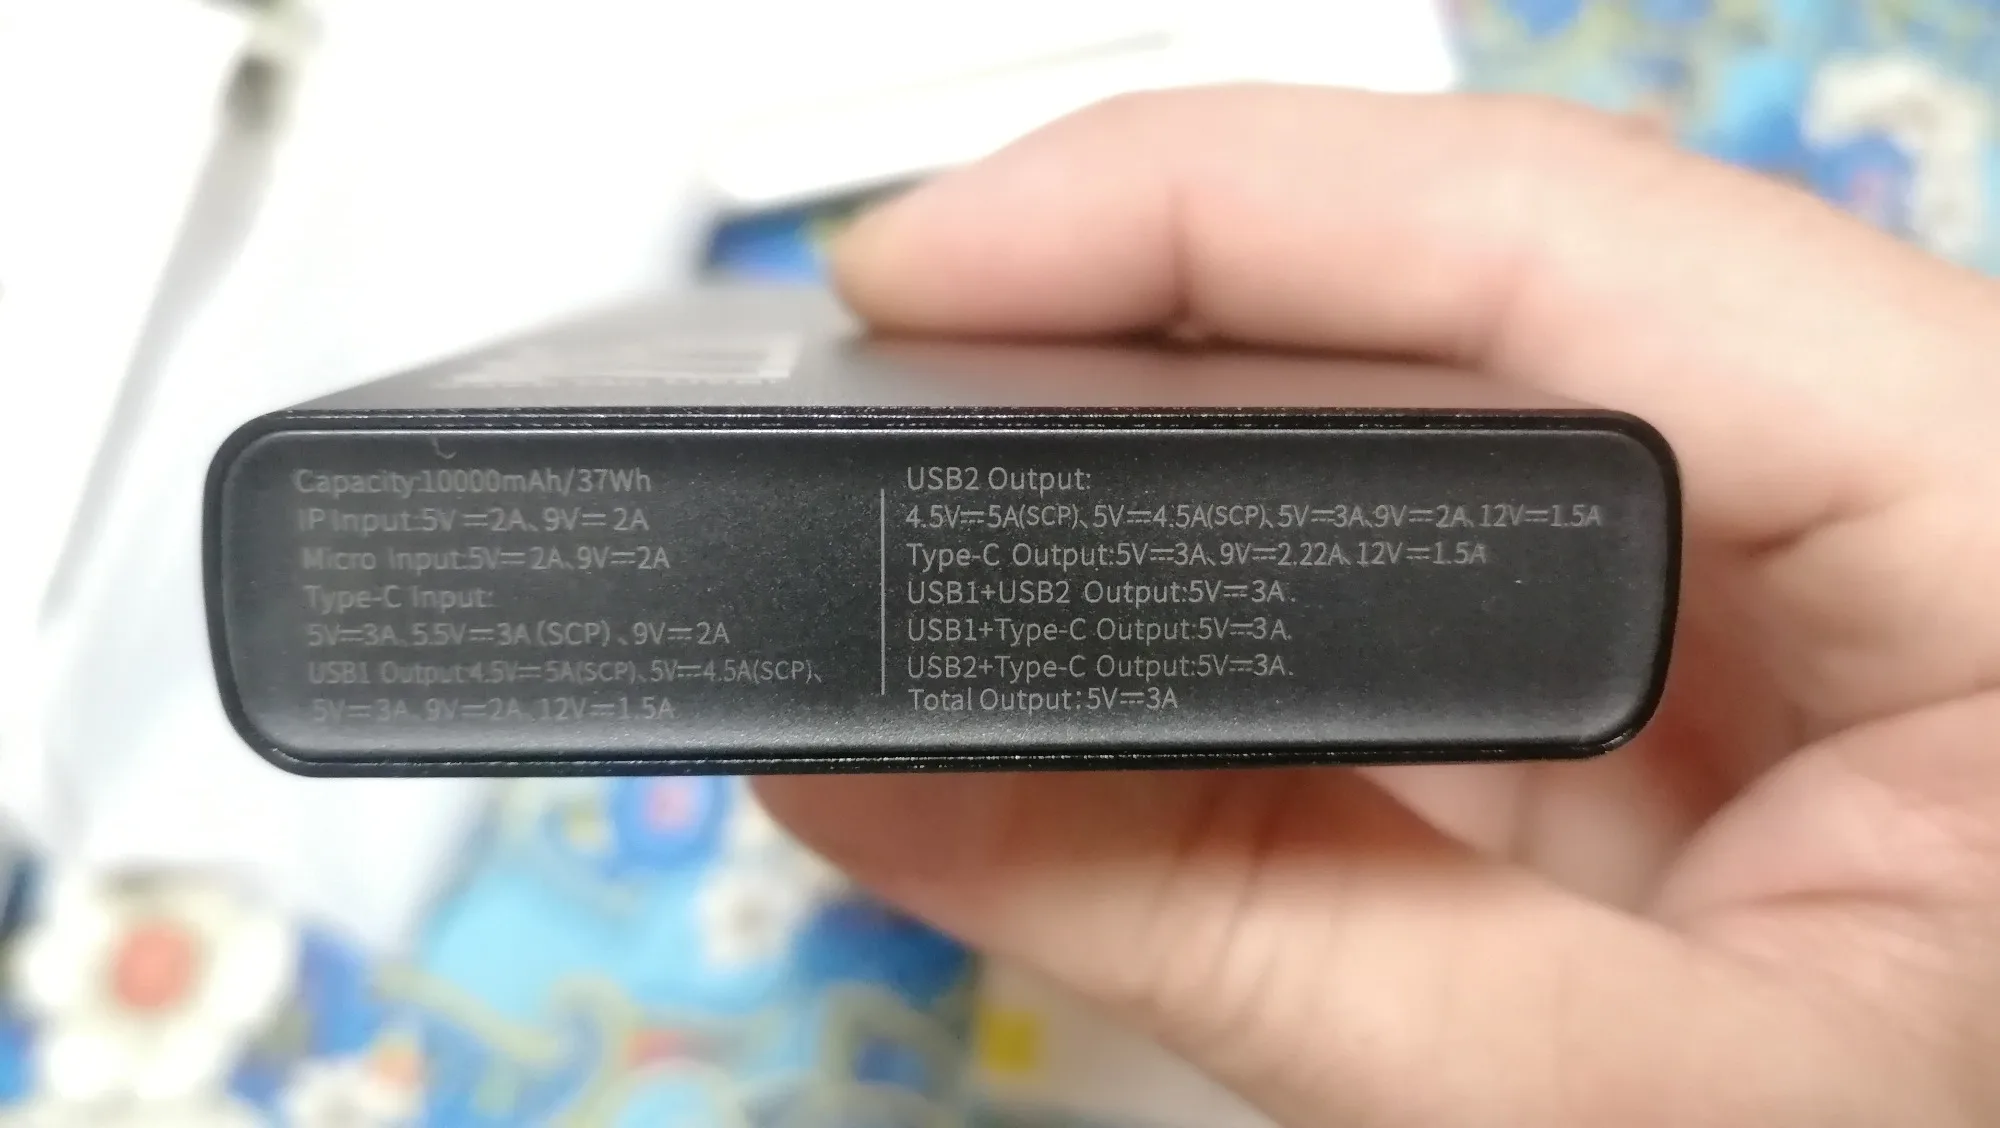 Capacity:10000mAh/37Wh
IP Input:5V⎓2A、9V⎓2A
Micro Input:5V⎓2A、9V⎓2A
Type-C Input:
5V⎓3A、5.5V⎓3A(SCP)、9V⎓2A
USB1 Output:4.5V⎓5A(SCP)、5V⎓4.5A(SCP)、
5V⎓3A、9V⎓2A、12V⎓1.5A
USB2 Output:
4.5V⎓5A(SCP)、5V⎓4.5A(SCP)、5V⎓3A、9V⎓2A、12V⎓1.5A
Type-C Output:5V⎓3A、9V⎓2.22A、12V⎓1.5A
USB1+USB2 Output:5V⎓3A.
USB1+Type-C Output:5V⎓3A.
USB2+Type-C Output:5V⎓3A.
Total Output:5V⎓3A